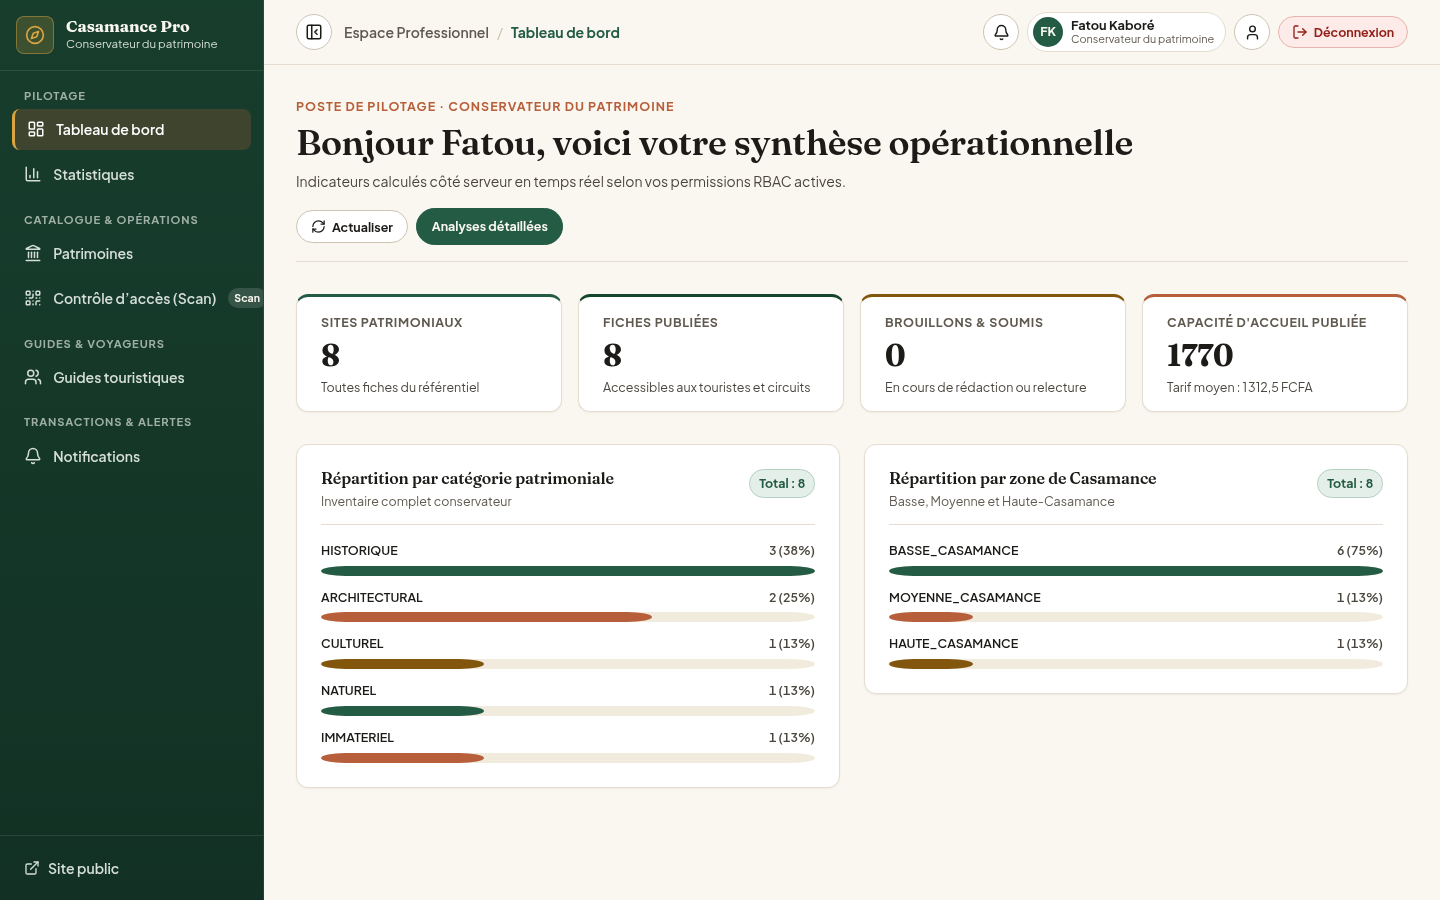 Casamance Pro
Conservateur du patrimoine
PILOTAGE
Tableau de bord
Statistiques
CATALOGUE & OPÉRATIONS
Patrimoines
Contrôle d’accès (Scan) Scan
GUIDES & VOYAGEURS
Guides touristiques
TRANSACTIONS & ALERTES
Notifications
Site public
Espace Professionnel / Tableau de bord
FK
Fatou Kaboré
Conservateur du patrimoine
Déconnexion
POSTE DE PILOTAGE · CONSERVATEUR DU PATRIMOINE
Bonjour Fatou, voici votre synthèse opérationnelle
Indicateurs calculés côté serveur en temps réel selon vos permissions RBAC actives.
Actualiser
Analyses détaillées
SITES PATRIMONIAUX
8
Toutes fiches du référentiel
FICHES PUBLIÉES
8
Accessibles aux touristes et circuits
BROUILLONS & SOUMIS
0
En cours de rédaction ou relecture
CAPACITÉ D'ACCUEIL PUBLIÉE
1770
Tarif moyen : 1 312,5 FCFA
Répartition par catégorie patrimoniale
Inventaire complet conservateur
Total : 8
HISTORIQUE 3 (38%)
ARCHITECTURAL 2 (25%)
CULTUREL 1 (13%)
NATUREL 1 (13%)
IMMATERIEL 1 (13%)
Répartition par zone de Casamance
Basse, Moyenne et Haute-Casamance
Total : 8
BASSE_CASAMANCE 6 (75%)
MOYENNE_CASAMANCE 1 (13%)
HAUTE_CASAMANCE 1 (13%)